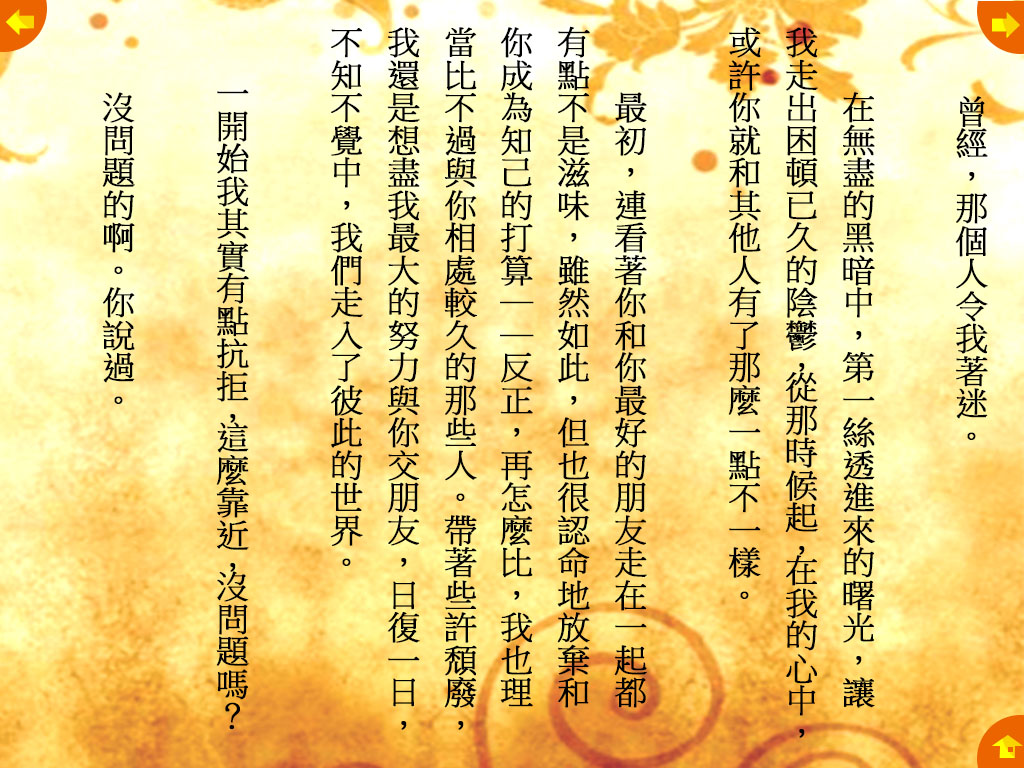 曾經，那個人令我著迷。
在無盡的黑暗中，第一絲透進來的曙光，讓
我走出困頓已久的陰鬱，從那時候起，在我的心中，
或許你就和其他人有了那麼一點不一樣。
最初，連看著你和你最好的朋友走在一起都
有點不是滋味，雖然如此，但也很認命地放棄和
你成為知己的打算——反正，再怎麼比，我也理
當比不過與你相處較久的那些人。帶著些許頹廢，
我還是想盡我最大的努力與你交朋友，日復一日，
不知不覺中，我們走入了彼此的世界。
一開始我其實有點抗拒，這麼靠近，沒問題嗎？
沒問題的啊。你說過。